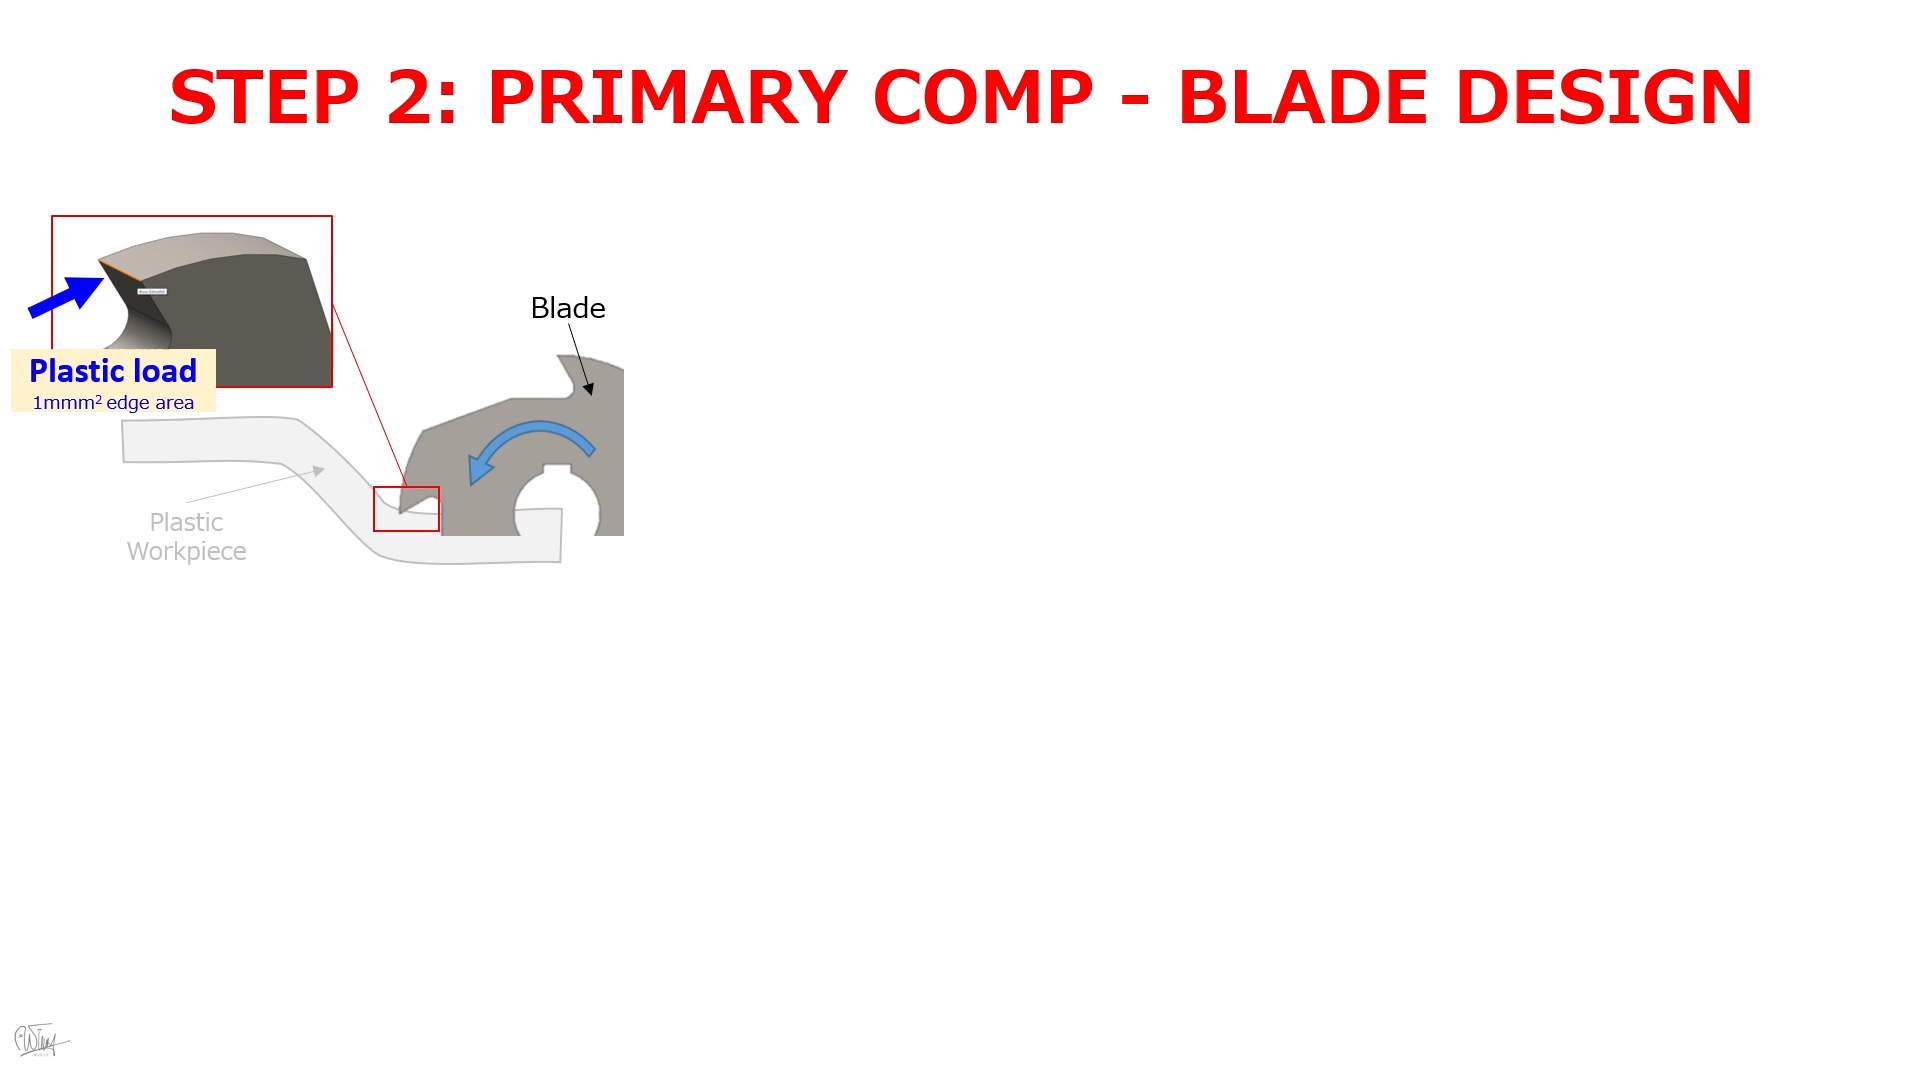 STEP 2: PRIMARY COMP - BLADE DESIGN
Blade
Plastic load
1mmm² edge area
Plastic
Workpiece